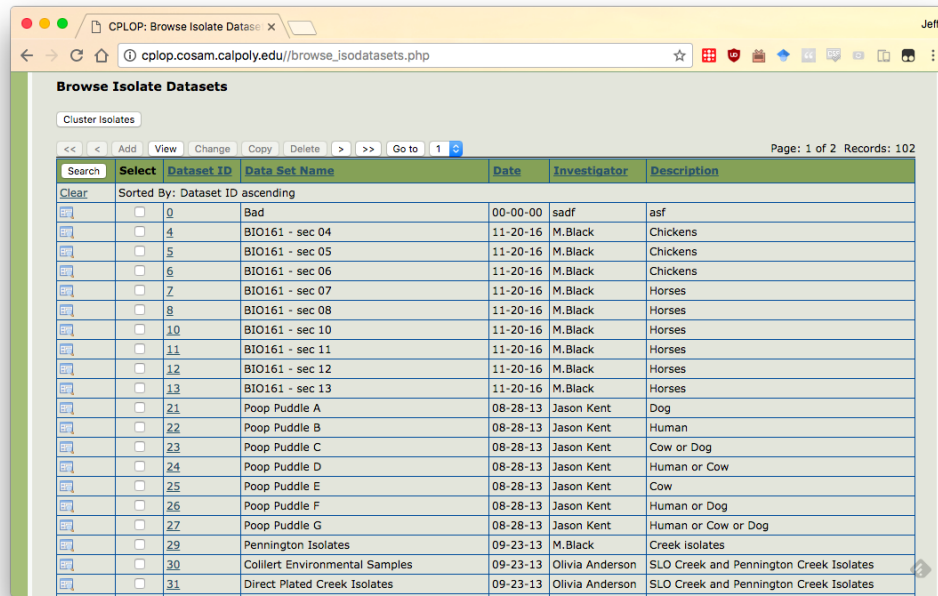 CPLOP: Browse Isolate Dataset
Jeff
cplop.cosam.calpoly.edu//browse_isodatasets.php
Browse Isolate Datasets
Cluster Isolates
<< < Add View Change Copy Delete > >> Go to 1 Page: 1 of 2 Records: 102
Search Select Dataset ID Data Set Name Date Investigator Description
Clear Sorted By: Dataset ID ascending
0 Bad 00-00-00 sadf asf
4 BIO161 - sec 04 11-20-16 M.Black Chickens
5 BIO161 - sec 05 11-20-16 M.Black Chickens
6 BIO161 - sec 06 11-20-16 M.Black Chickens
7 BIO161 - sec 07 11-20-16 M.Black Horses
8 BIO161 - sec 08 11-20-16 M.Black Horses
10 BIO161 - sec 10 11-20-16 M.Black Horses
11 BIO161 - sec 11 11-20-16 M.Black Horses
12 BIO161 - sec 12 11-20-16 M.Black Horses
13 BIO161 - sec 13 11-20-16 M.Black Horses
21 Poop Puddle A 08-28-13 Jason Kent Dog
22 Poop Puddle B 08-28-13 Jason Kent Human
23 Poop Puddle C 08-28-13 Jason Kent Cow or Dog
24 Poop Puddle D 08-28-13 Jason Kent Human or Cow
25 Poop Puddle E 08-28-13 Jason Kent Cow
26 Poop Puddle F 08-28-13 Jason Kent Human or Dog
27 Poop Puddle G 08-28-13 Jason Kent Human or Cow or Dog
29 Pennington Isolates 09-23-13 M.Black Creek isolates
30 Colilert Environmental Samples 09-23-13 Olivia Anderson SLO Creek and Pennington Creek Isolates
31 Direct Plated Creek Isolates 09-23-13 Olivia Anderson SLO Creek and Pennington Creek Isolates